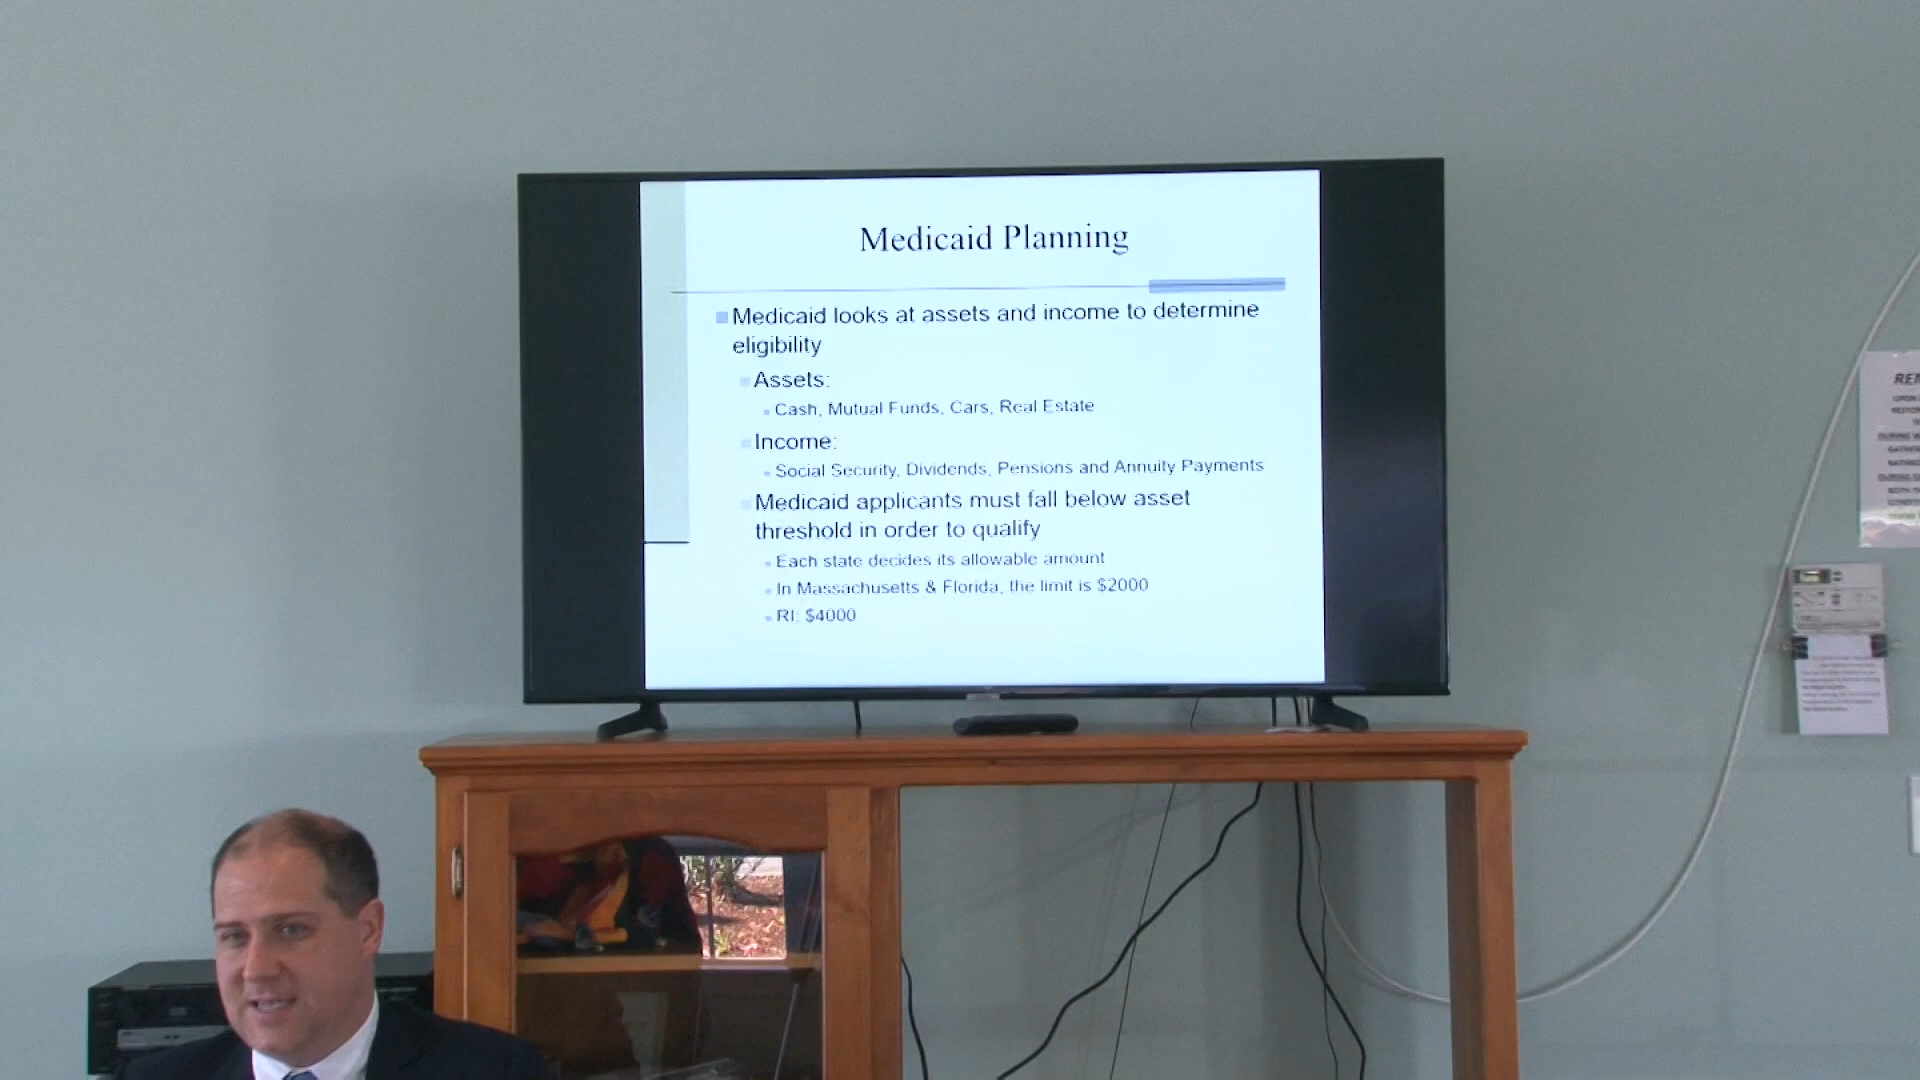 Medicaid Planning
Medicaid looks at assets and income to determine
eligibility
Assets:
Cash, Mutual Funds, Cars, Real Estate
Income:
Social Security, Dividends, Pensions and Annuity Payments
Medicaid applicants must fall below asset
threshold in order to qualify
Each state decides its allowable amount
In Massachusetts & Florida, the limit is $2000
RI: $4000